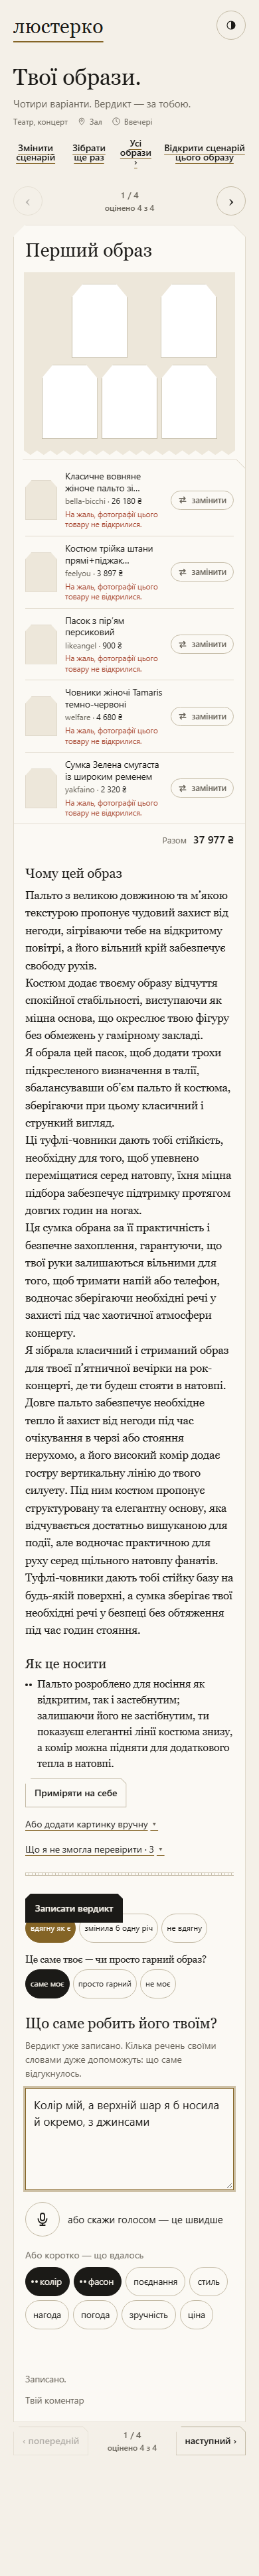 люстерко
Твої образи.
Чотири варіанти. Вердикт — за тобою.
Театр, концерт Зал Ввечері
Змінити сценарій
Зібрати ще раз
Усі образи ›
Відкрити сценарій цього образу
‹ 1 / 4 ›
оцінено 4 з 4
Перший образ
Класичне вовняне
жіноче пальто зі…
bella-bicchi · 26 180 ₴
На жаль, фотографії цього
товару не відкрилися.
замінити
Костюм трійка штани
прямі+піджак…
feelyou · 3 897 ₴
На жаль, фотографії цього
товару не відкрилися.
замінити
Пасок з пір’ям
персиковий
likeangel · 900 ₴
На жаль, фотографії цього
товару не відкрилися.
замінити
Човники жіночі Tamaris
темно-червоні
welfare · 4 680 ₴
На жаль, фотографії цього
товару не відкрилися.
замінити
Сумка Зелена смугаста
із широким ременем
yakfaino · 2 320 ₴
На жаль, фотографії цього
товару не відкрилися.
замінити
Разом 37 977 ₴
Чому цей образ
Пальто з великою довжиною та м’якою
текстурою пропонує чудовий захист від
негоди, зігріваючи тебе на відкритому
повітрі, а його вільний крій забезпечує
свободу рухів.
Костюм додає твоєму образу відчуття
спокійної стабільності, виступаючи як
міцна основа, що окреслює твою фігуру
без обмежень у гамірному закладі.
Я обрала цей пасок, щоб додати трохи
підкресленого визначення в талії,
збалансувавши об’єм пальто й костюма,
зберігаючи при цьому класичний і
стрункий вигляд.
Ці туфлі-човники дають тобі стійкість,
необхідну для того, щоб упевнено
переміщатися серед натовпу, їхня міцна
підбора забезпечує підтримку протягом
довгих годин на ногах.
Ця сумка обрана за її практичність і
безпечне захоплення, гарантуючи, що
твої руки залишаються вільними для
того, щоб тримати напій або телефон,
водночас зберігаючи необхідні речі у
захисті під час хаотичної атмосфери
концерту.
Я зібрала класичний і стриманий образ
для твоєї п’ятничної вечірки на рок-
концерті, де ти будеш стояти в натовпі.
Довге пальто забезпечує необхідне
тепло й захист від негоди під час
очікування в черзі або стояння
нерухомо, а його високий комір додає
гостру вертикальну лінію до твого
силуету. Під ним костюм пропонує
структуровану та елегантну основу, яка
відчувається достатньо вишуканою для
події, але водночас практичною для
руху серед щільного натовпу фанатів.
Туфлі-човники дають тобі стійку базу на
будь-якій поверхні, а сумка зберігає твої
необхідні речі у безпеці без обтяження
під час годин стояння.
Як це носити
Пальто розроблено для носіння як
відкритим, так і застебнутим;
залишаючи його не застібнутим, ти
показуєш елегантні лінії костюма знизу,
а комір можна підняти для додаткового
тепла в натовпі.
Приміряти на себе
Або додати картинку вручну
Що я не змогла перевірити · 3
Записати вердикт
вдягну як є змінила б одну річ не вдягну
Це саме твоє — чи просто гарний образ?
саме моє просто гарний не моє
Що саме робить його твоїм?
Вердикт уже записано. Кілька речень своїми
словами дуже допоможуть: що саме
відгукнулось.
Колір мій, а верхній шар я б носила
й окремо, з джинсами
або скажи голосом — це швидше
Або коротко — що вдалось
колір фасон поєднання стиль
нагода погода зручність ціна
Записано.
Твій коментар
‹ попередній 1 / 4 наступний ›
оцінено 4 з 4